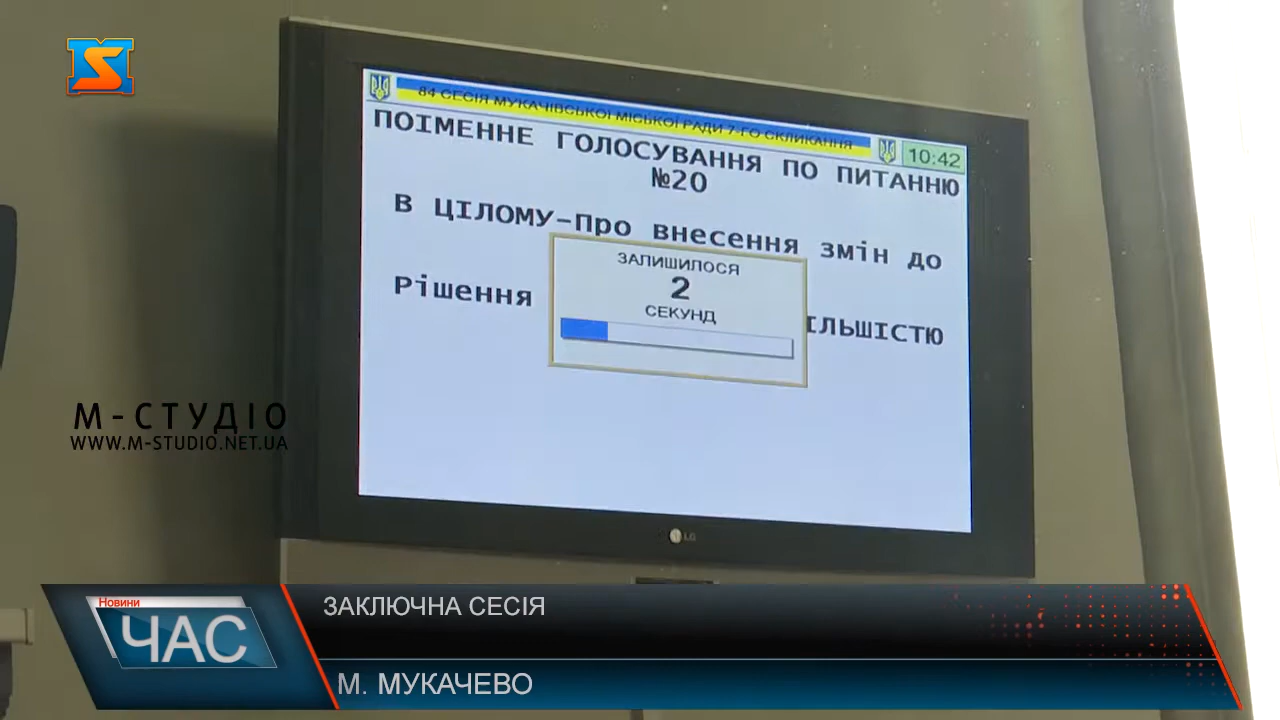 84 СЕСІЯ МУКАЧІВСЬКОЇ МІСЬКОЇ РАДИ 7-ГО СКЛИКАННЯ
10:42
ПОІМЕННЕ ГОЛОСУВАННЯ ПО ПИТАННЮ
№20
В ЦІЛОМУ-Про внесення змін до
Рішення
ІЛЬШІСТЮ
ЗАЛИШИЛОСЯ
2
СЕКУНД
LG
М-СТУДІО
WWW.M-STUDIO.NET.UA
Новини
ЧАС
ЗАКЛЮЧНА СЕСІЯ
М. МУКАЧЕВО